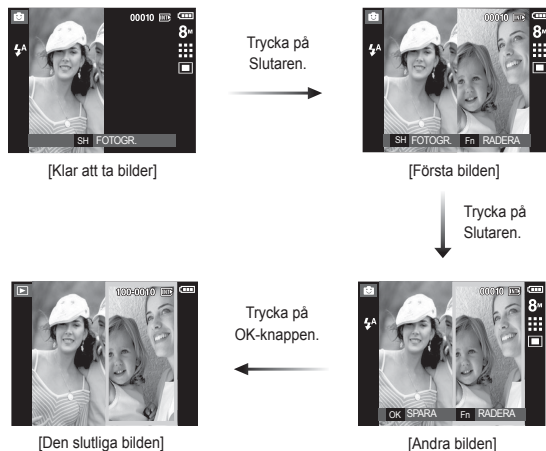 00010
8M
A
SH FOTOGR.
[Klar att ta bilder]
Trycka på
Slutaren.
00010
8M
A
SH FOTOGR. Fn RADERA
[Första bilden]
Trycka på
Slutaren.
00010
8M
A
OK SPARA Fn RADERA
[Andra bilden]
Trycka på
OK-knappen.
100-0010
[Den slutliga bilden]